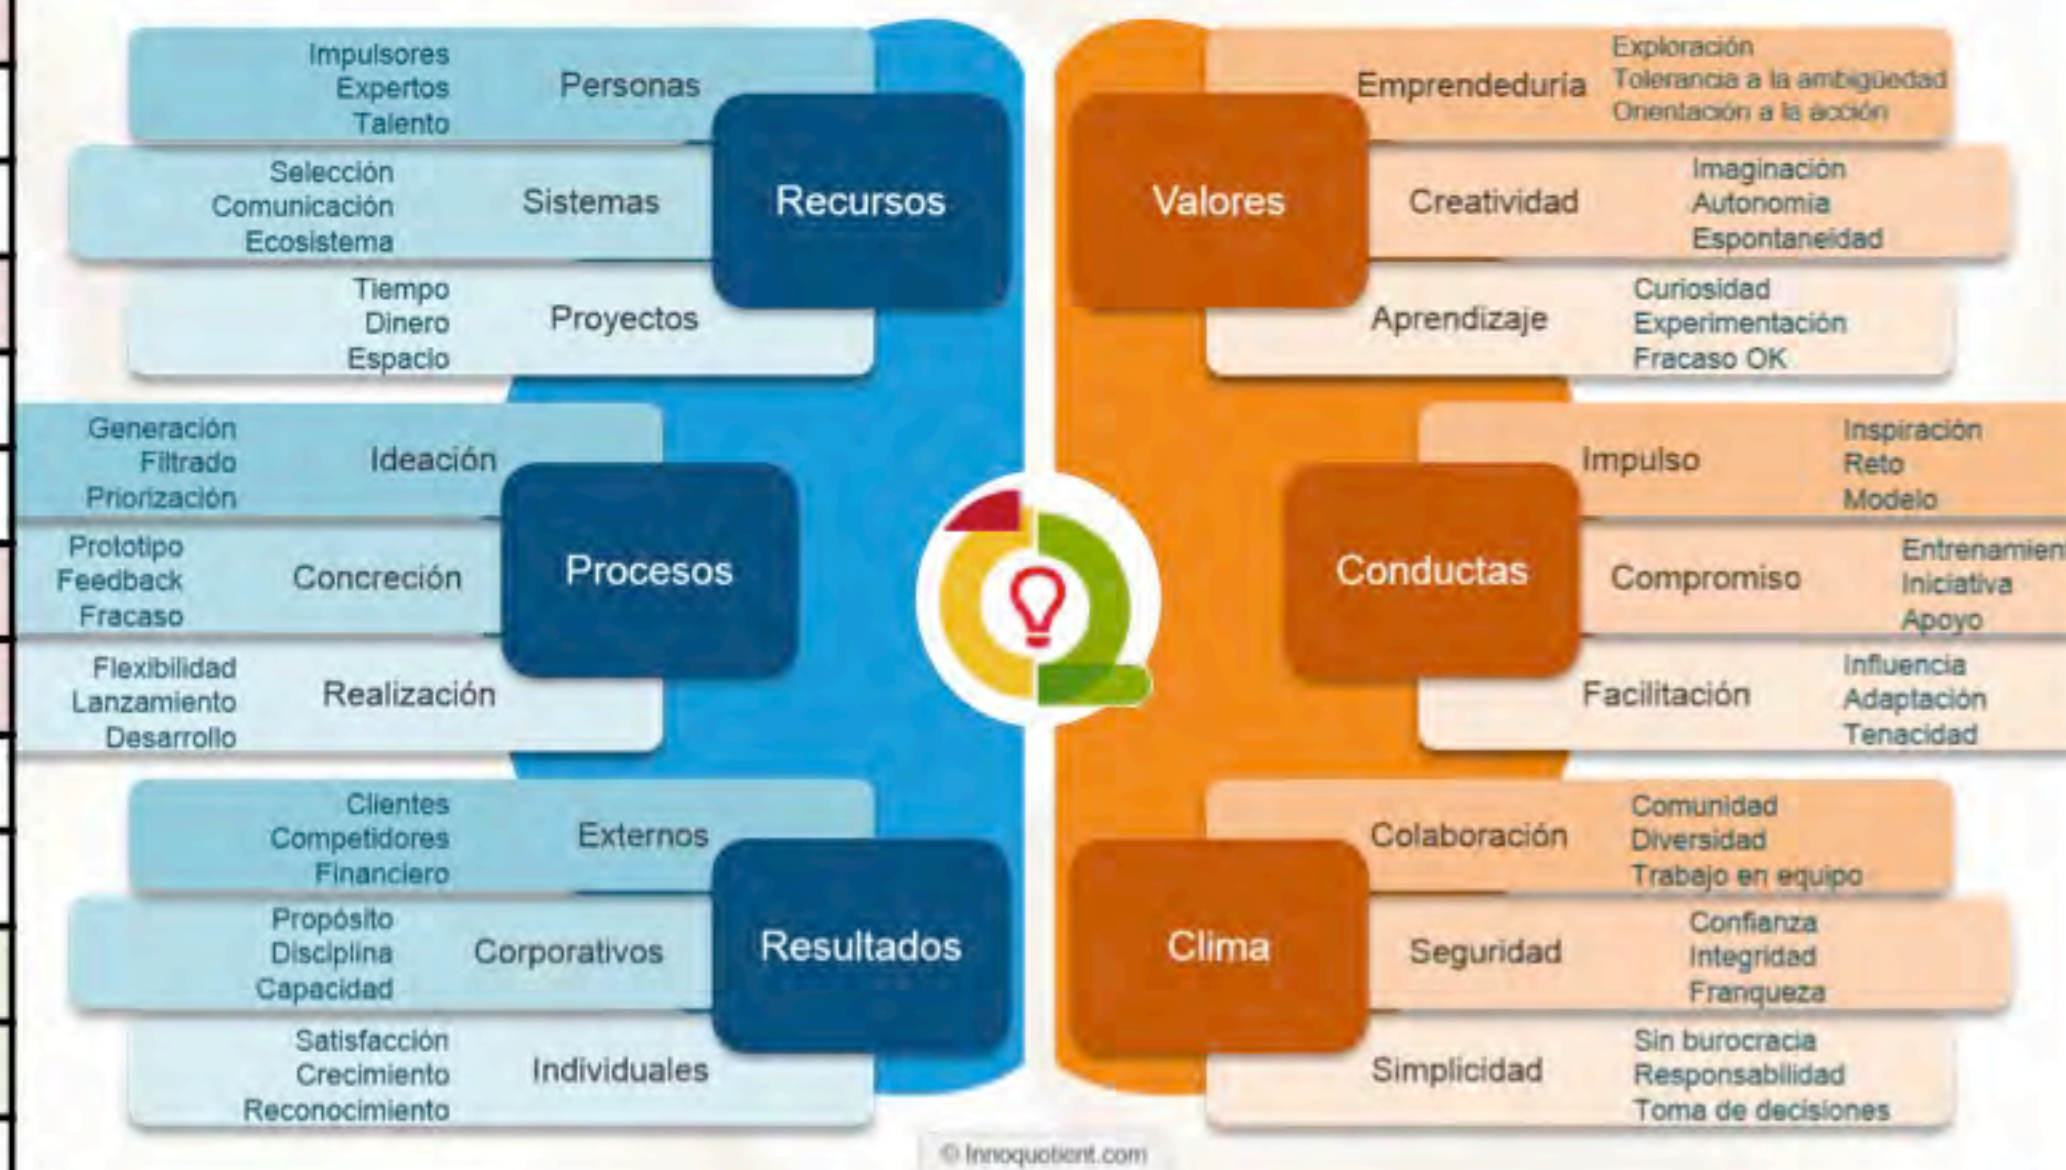 Impulsores
Expertos
Talento
Personas
Selección
Comunicación
Ecosistema
Sistemas
Tiempo
Dinero
Espacio
Proyectos
Recursos
Generación
Filtrado
Priorización
Ideación
Prototipo
Feedback
Fracaso
Concreción
Flexibilidad
Lanzamiento
Desarrollo
Realización
Procesos
Clientes
Competidores
Financiero
Externos
Propósito
Disciplina
Capacidad
Corporativos
Satisfacción
Crecimiento
Reconocimiento
Individuales
Resultados
Valores
Emprendeduría
Exploración
Tolerancia a la ambigüedad
Orientación a la acción
Creatividad
Imaginación
Autonomía
Espontaneidad
Aprendizaje
Curiosidad
Experimentación
Fracaso OK
Conductas
Impulso
Inspiración
Reto
Modelo
Compromiso
Entrenamien
Iniciativa
Apoyo
Facilitación
Influencia
Adaptación
Tenacidad
Clima
Colaboración
Comunidad
Diversidad
Trabajo en equipo
Seguridad
Confianza
Integridad
Franqueza
Simplicidad
Sin burocracia
Responsabilidad
Toma de decisiones
© Innoquotient.com